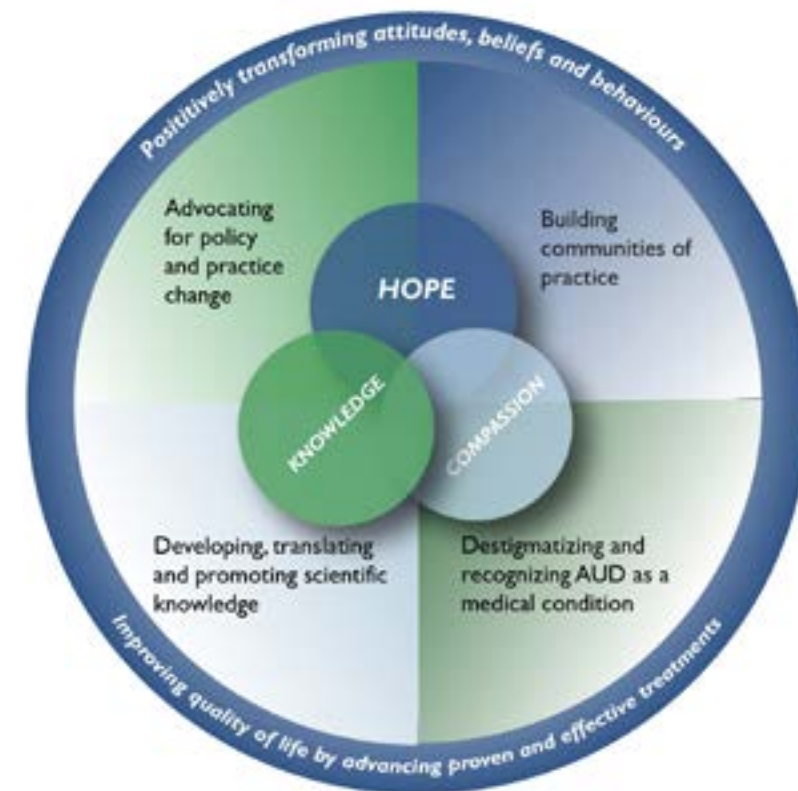 Posititively transforming attitudes, beliefs and behaviours
Advocating
for policy
and practice
change
Building
communities of
practice
HOPE
KNOWLEDGE
COMPASSION
Developing, translating
and promoting scientific
knowledge
Destigmatizing and
recognizing AUD as a
medical condition
Improving quality of life by advancing proven and effective treatments